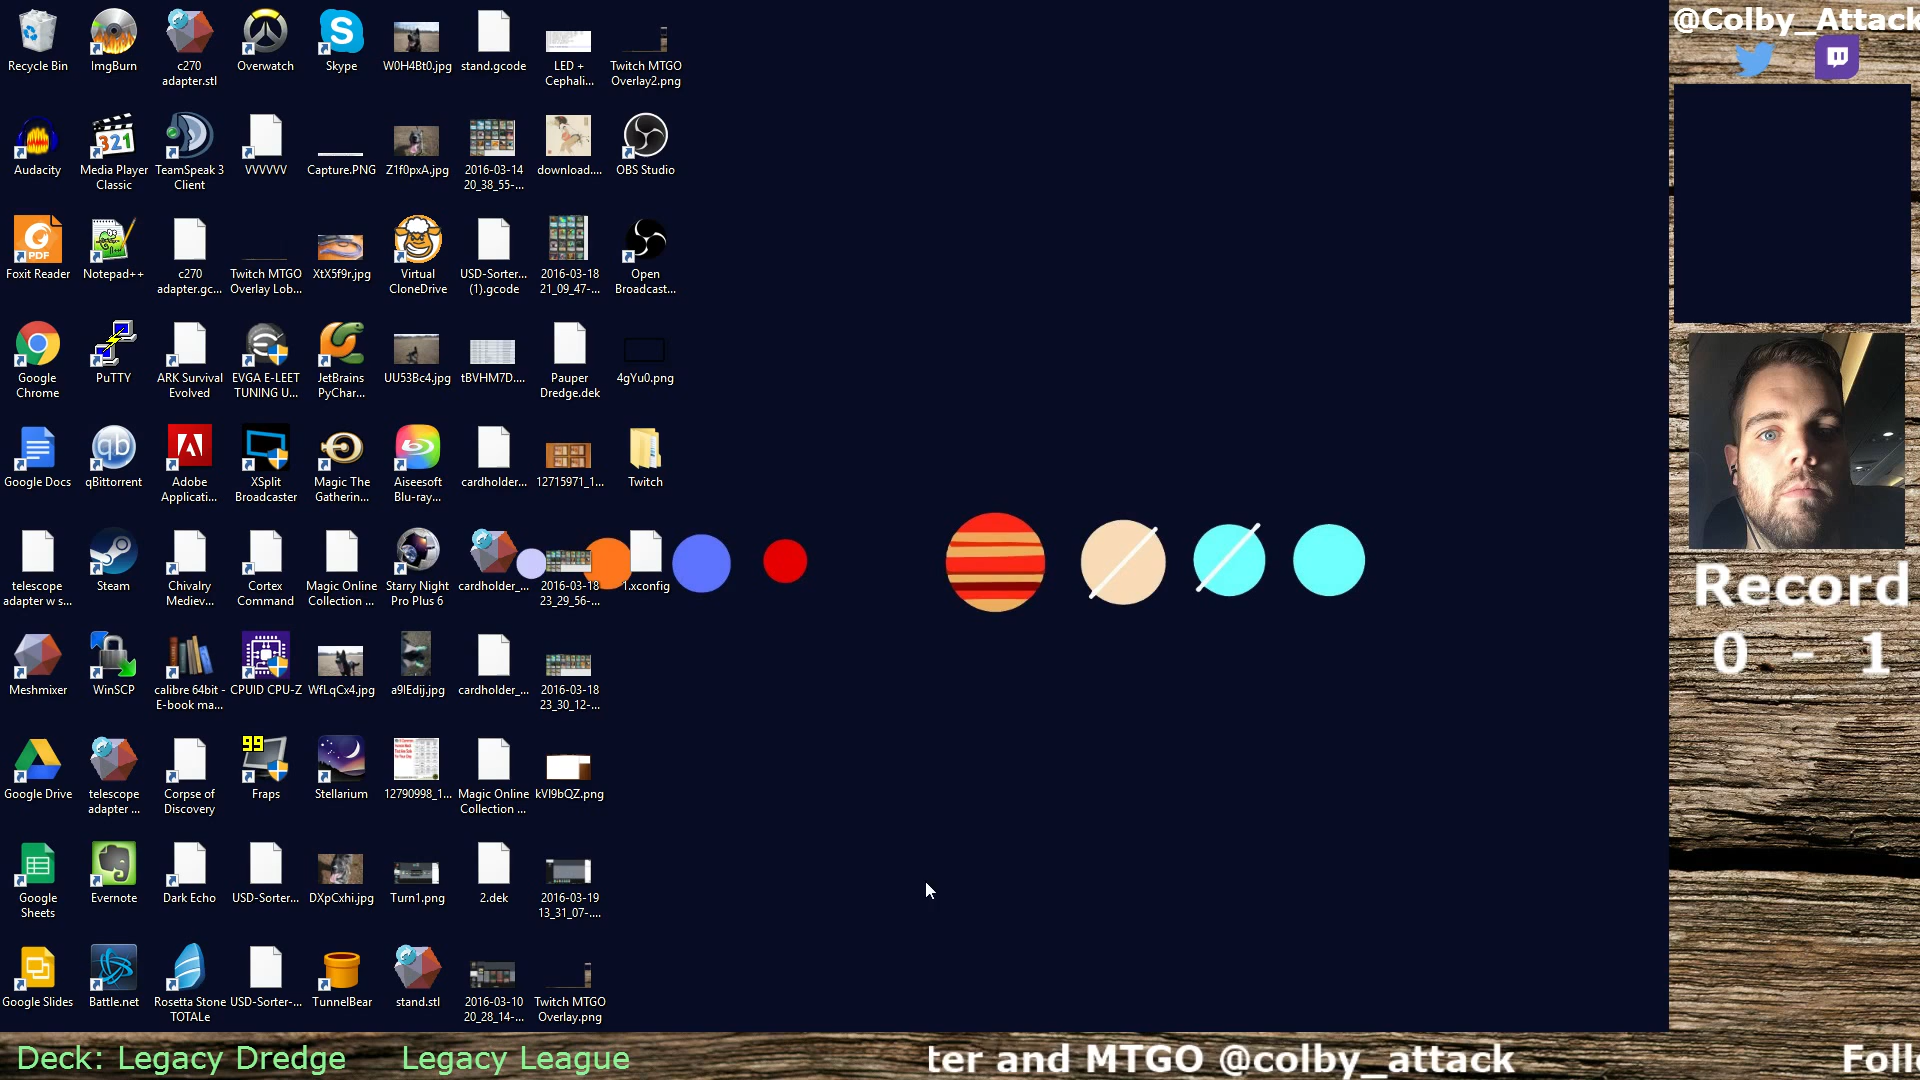 @Colby_Attack
Recycle Bin
ImgBurn
c270
adapter.stl
Overwatch
Skype
W0H4Bt0.jpg
stand.gcode
LED +
Cephali...
Twitch MTGO
Overlay2.png
Audacity
321
Media Player
Classic
TeamSpeak 3
Client
VVVVVV
Capture.PNG
Z1f0pxA.jpg
2016-03-14
20_38_55-...
download....
OBS Studio
PDF
Foxit Reader
Notepad++
c270
adapter.gc...
Twitch MTGO
Overlay Lob...
XtX5f9r.jpg
Virtual
CloneDrive
USD-Sorter...
(1).gcode
2016-03-18
21_09_47-...
Open
Broadcast...
Google
Chrome
PuTTY
ARK Survival
Evolved
EVGA E-LEET
TUNING U...
JetBrains
PyChar...
UU53Bc4.jpg
tBVHM7D....
Pauper
Dredge.dek
4gYu0.png
Google Docs
qb
qBittorrent
Adobe
Applicati...
XSplit
Broadcaster
Magic The
Gatherin...
Aiseesoft
Blu-ray...
cardholder...
12715971_1...
Twitch
telescope
adapter w s...
Steam
Chivalry
Mediev...
Cortex
Command
Magic Online
Collection ...
Starry Night
Pro Plus 6
cardholder_...
2016-03-18
23_29_56-...
1.xconfig
Meshmixer
WinSCP
calibre 64bit -
E-book ma...
CPUID CPU-Z
WfLqCx4.jpg
a9lEdij.jpg
cardholder_...
2016-03-18
23_30_12-...
Google Drive
telescope
adapter ...
Corpse of
Discovery
99
Fraps
Stellarium
12790998_1...
Magic Online
Collection ...
kVl9bQZ.png
Google
Sheets
Evernote
Dark Echo
USD-Sorter...
DXpCxhi.jpg
Turn1.png
2.dek
2016-03-19
13_31_07-....
Google Slides
Battle.net
Rosetta Stone
TOTALe
USD-Sorter-...
TunnelBear
stand.stl
2016-03-10
20_28_14-...
Twitch MTGO
Overlay.png
Record
0 - 1
Deck: Legacy Dredge
Legacy League
ter and MTGO @colby_attack
Foll